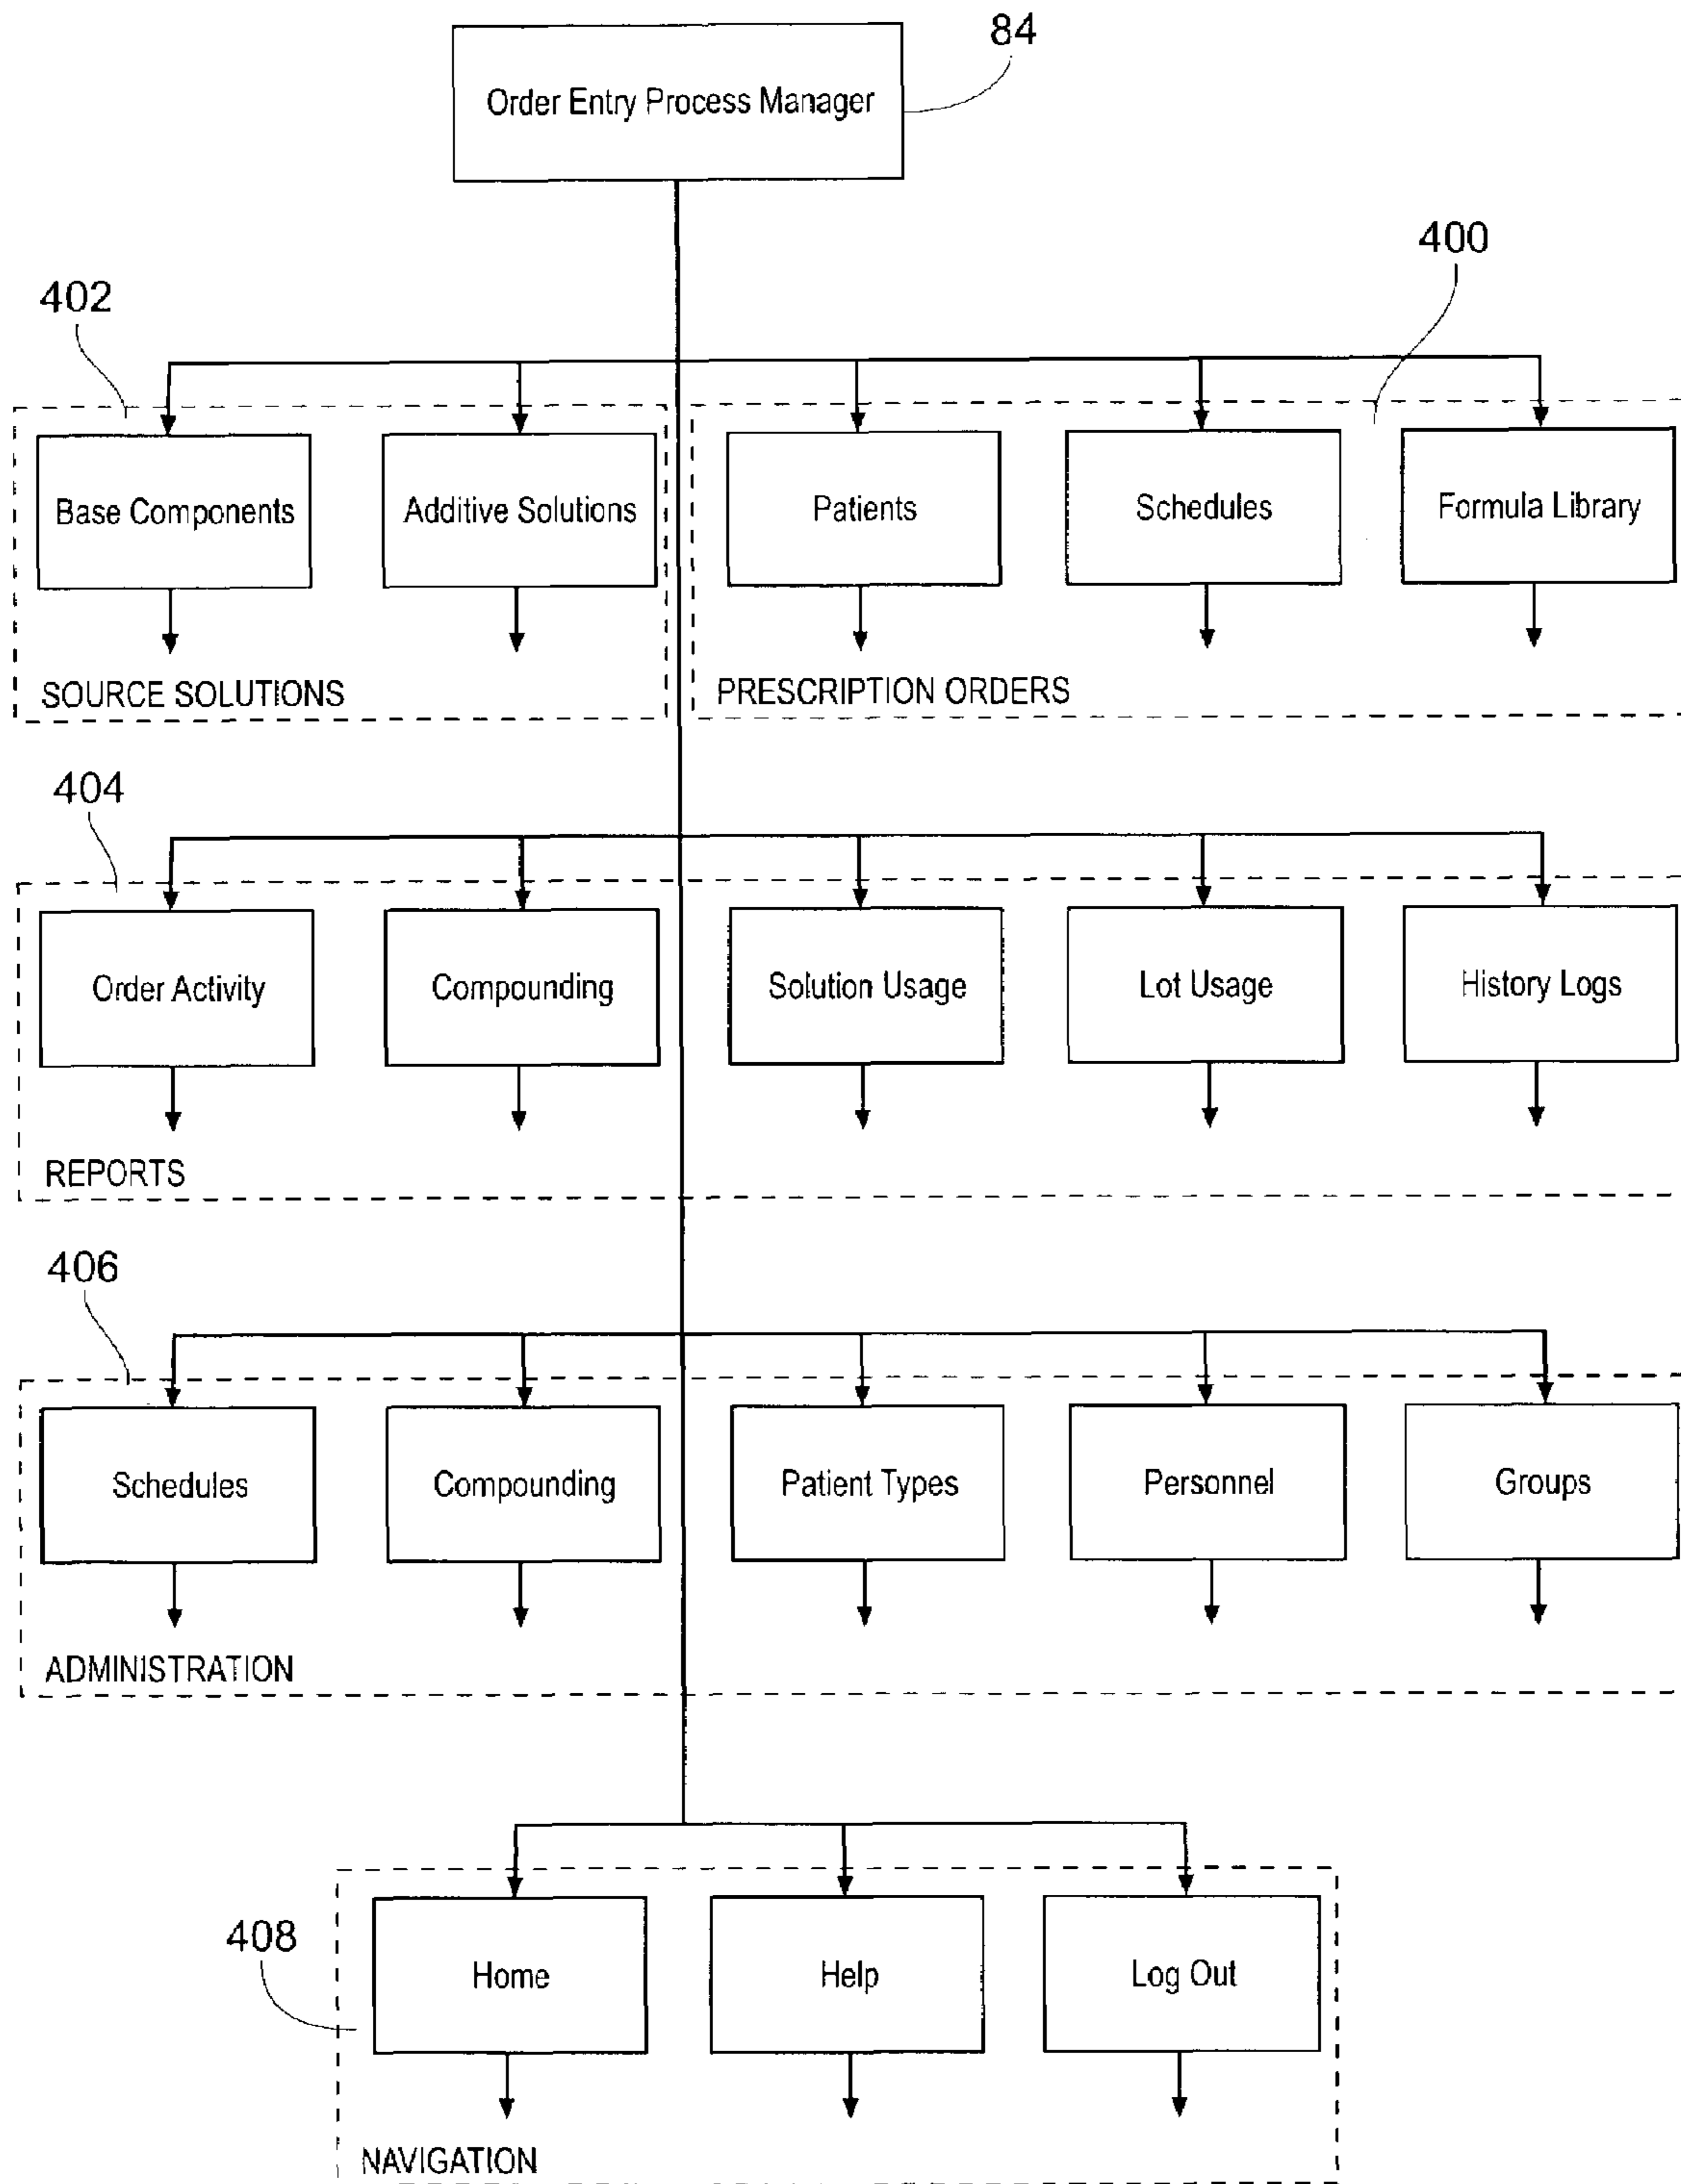 84
Order Entry Process Manager
400
402
Base Components
Additive Solutions
Patients
Schedules
Formula Library
SOURCE SOLUTIONS
PRESCRIPTION ORDERS
404
Order Activity
Compounding
Solution Usage
Lot Usage
History Logs
REPORTS
406
Schedules
Compounding
Patient Types
Personnel
Groups
ADMINISTRATION
408
Home
Help
Log Out
NAVIGATION